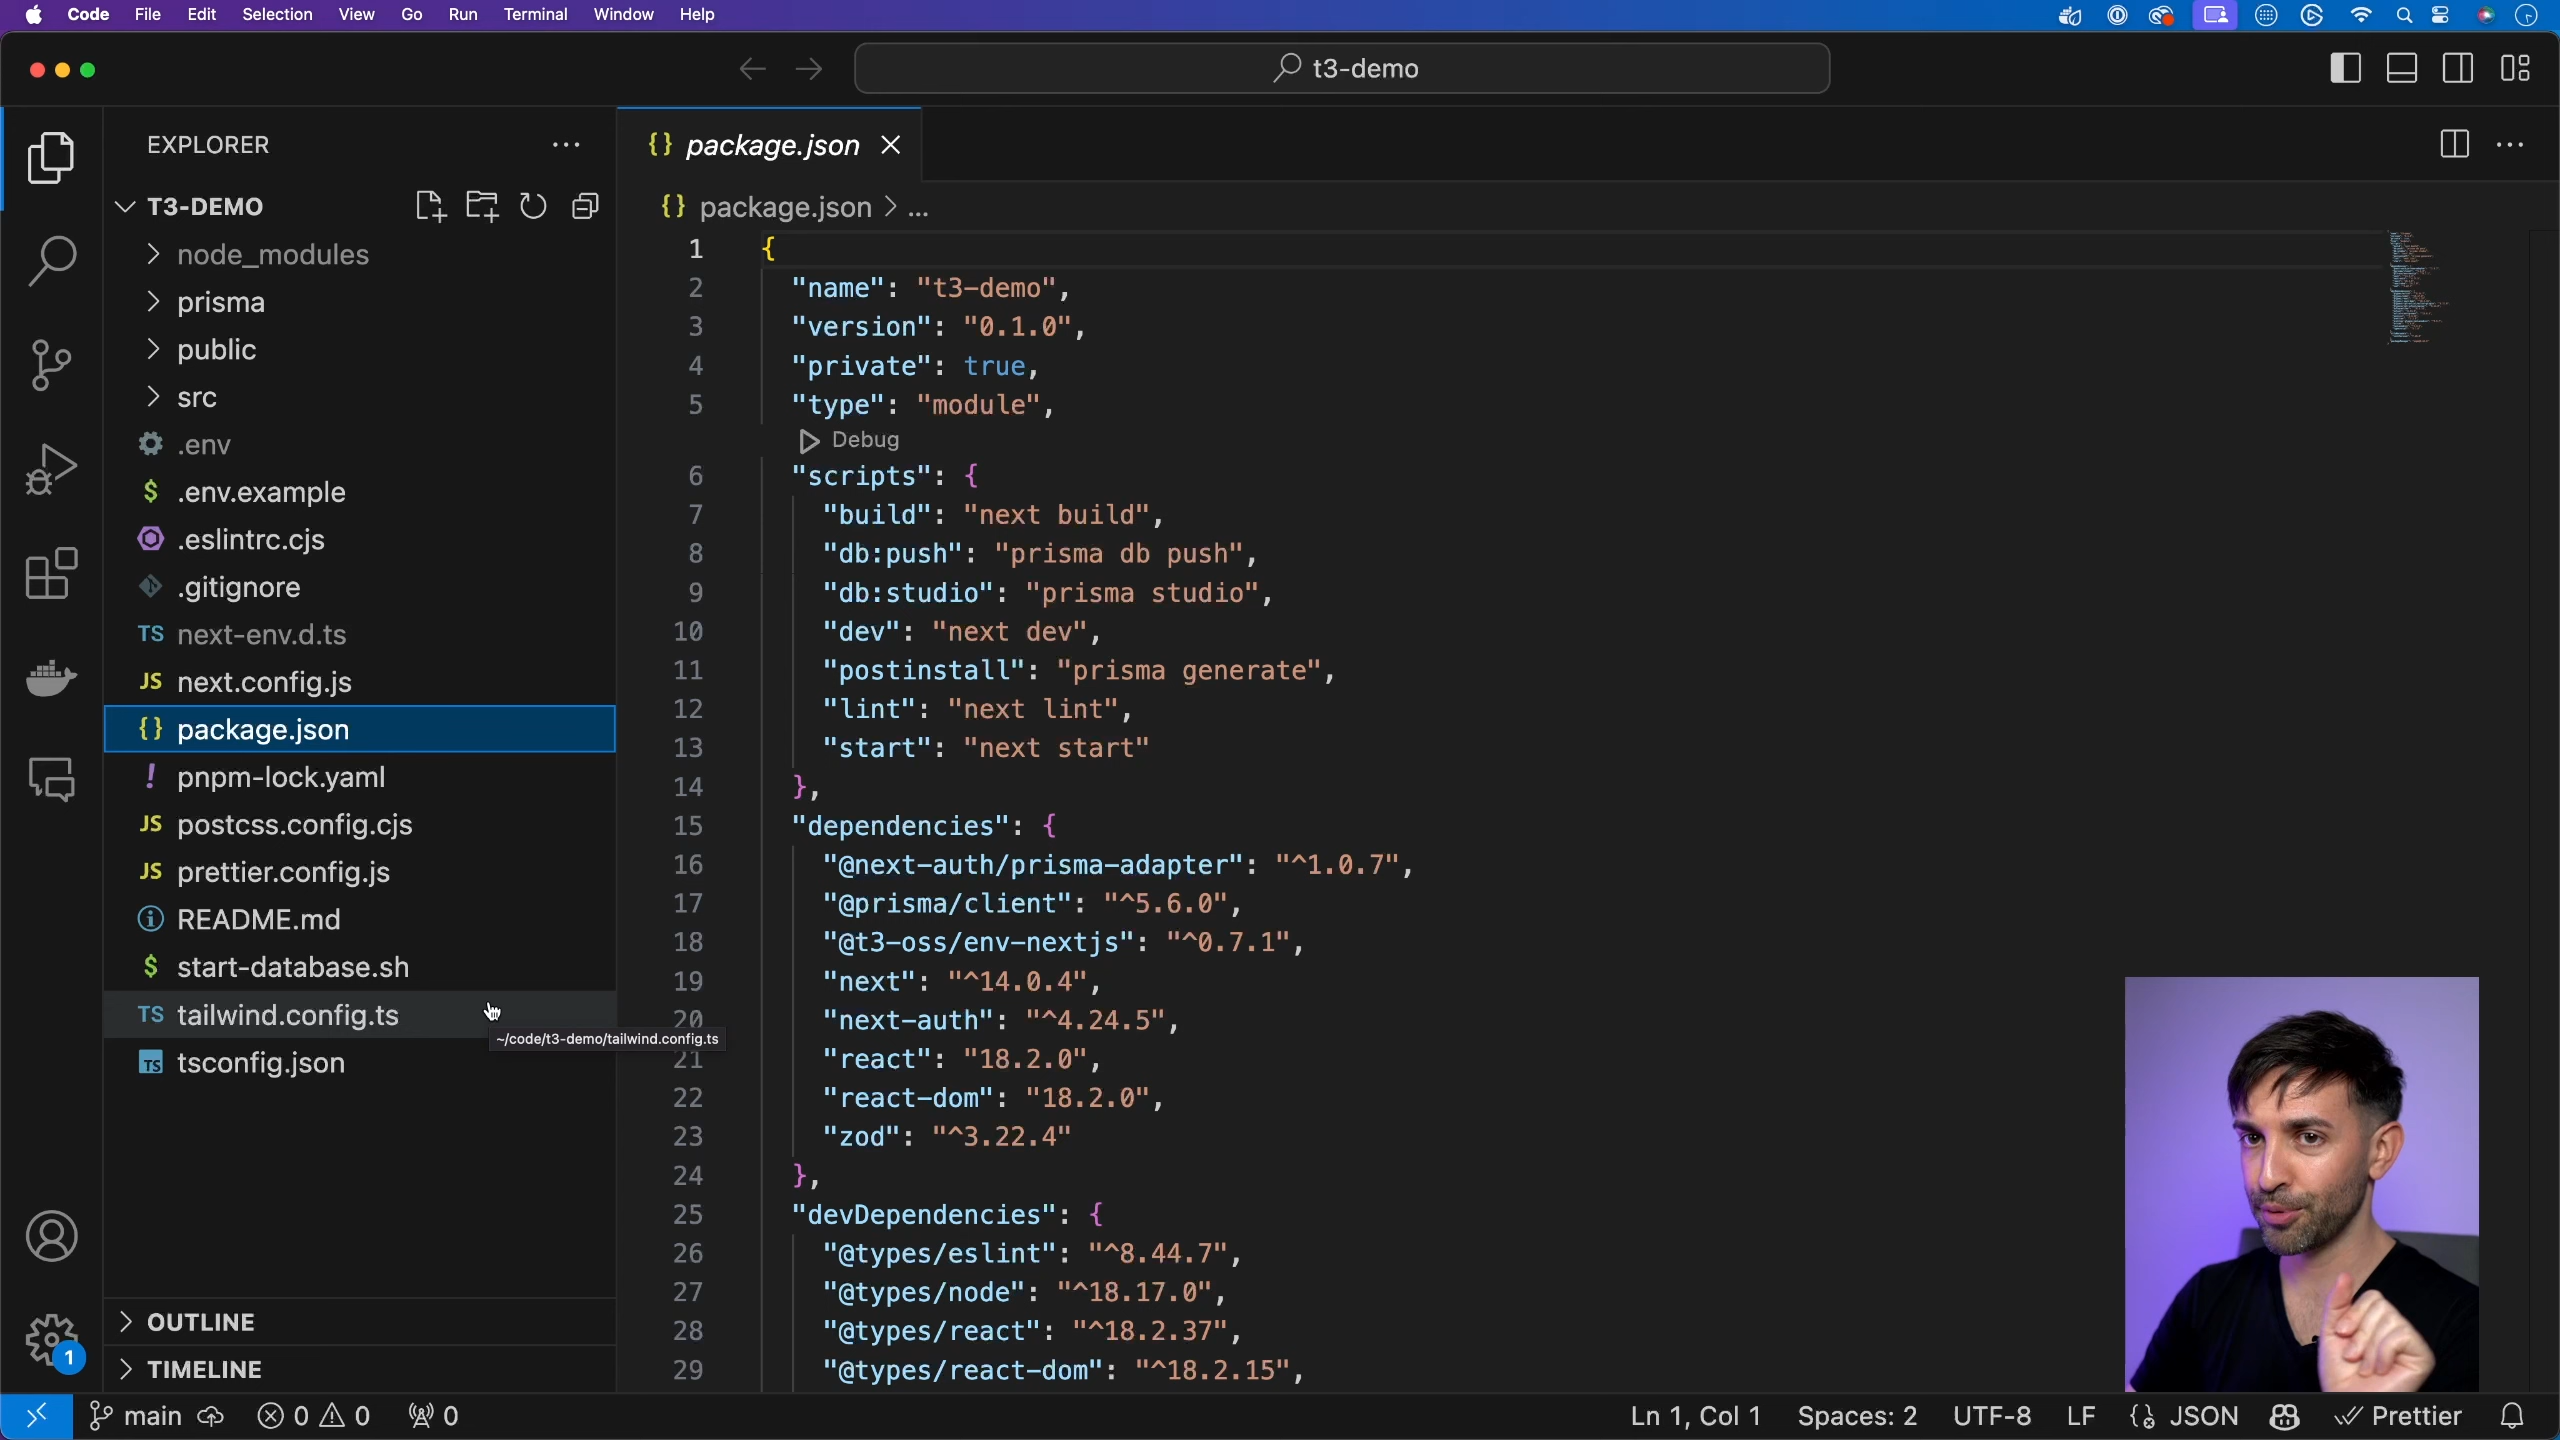 Code File Edit Selection View Go Run Terminal Window Help
t3-demo
EXPLORER
T3-DEMO
node_modules
prisma
public
src
.env
$ .env.example
.eslintrc.cjs
.gitignore
TS next-env.d.ts
JS next.config.js
{} package.json
! pnpm-lock.yaml
JS postcss.config.cjs
JS prettier.config.js
README.md
$ start-database.sh
TS tailwind.config.ts
~/code/t3-demo/tailwind.config.ts
TS tsconfig.json
OUTLINE
TIMELINE
1
{} package.json
{} package.json > ...
1 {
2 "name": "t3-demo",
3 "version": "0.1.0",
4 "private": true,
5 "type": "module",
Debug
6 "scripts": {
7 "build": "next build",
8 "db:push": "prisma db push",
9 "db:studio": "prisma studio",
10 "dev": "next dev",
11 "postinstall": "prisma generate",
12 "lint": "next lint",
13 "start": "next start"
14 },
15 "dependencies": {
16 "@next-auth/prisma-adapter": "^1.0.7",
17 "@prisma/client": "^5.6.0",
18 "@t3-oss/env-nextjs": "^0.7.1",
19 "next": "^14.0.4",
20 "next-auth": "^4.24.5",
21 "react": "18.2.0",
22 "react-dom": "18.2.0",
23 "zod": "^3.22.4"
24 },
25 "devDependencies": {
26 "@types/eslint": "^8.44.7",
27 "@types/node": "^18.17.0",
28 "@types/react": "^18.2.37",
29 "@types/react-dom": "^18.2.15",
main 0 0 0 Ln 1, Col 1 Spaces: 2 UTF-8 LF JSON Prettier